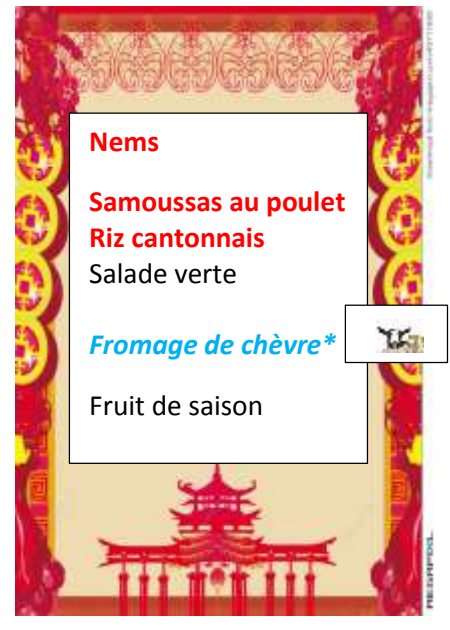 Nems
Samoussas au poulet
Riz cantonnais
Salade verte
Fromage de chèvre*
Fruit de saison